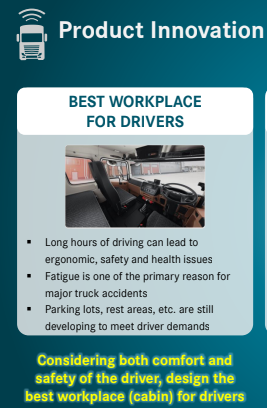 Product Innovation
BEST WORKPLACE
FOR DRIVERS
▪ Long hours of driving can lead to
ergonomic, safety and health issues
▪ Fatigue is one of the primary reason for
major truck accidents
▪ Parking lots, rest areas, etc. are still
developing to meet driver demands
Considering both comfort and
safety of the driver, design the
best workplace (cabin) for drivers